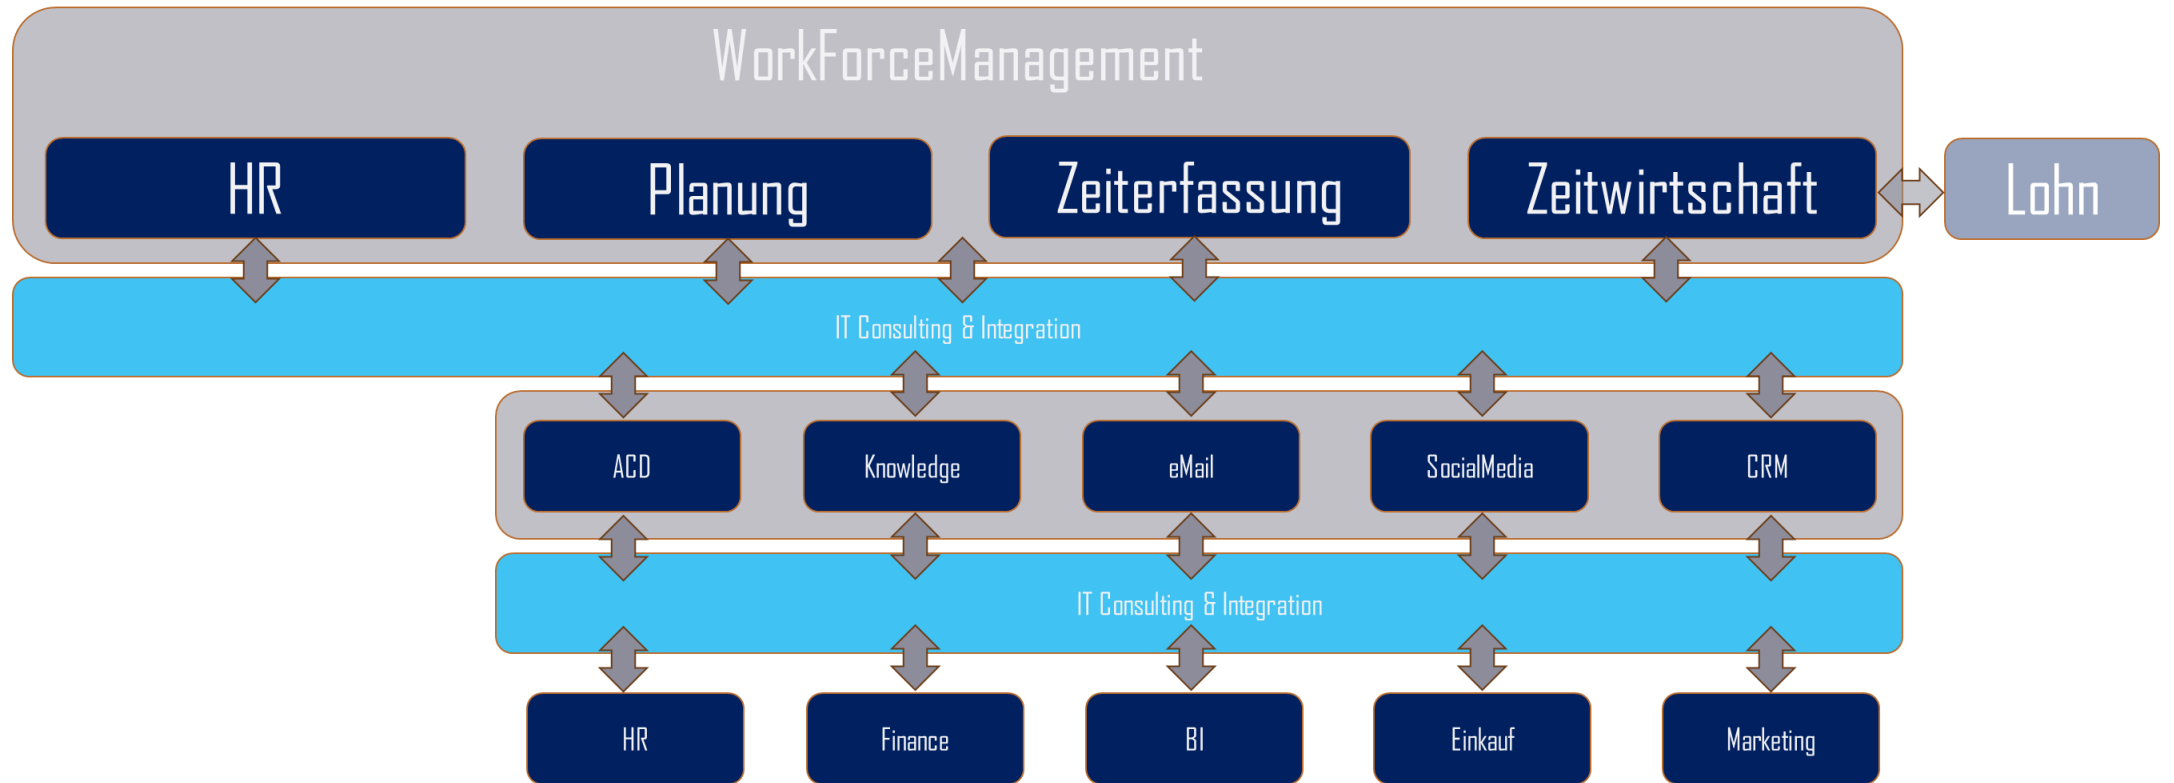 WorkForceManagement
HR
Planung
Zeiterfassung
Zeitwirtschaft
Lohn
IT Consulting & Integration
ACD
Knowledge
eMail
SocialMedia
CRM
IT Consulting & Integration
HR
Finance
BI
Einkauf
Marketing